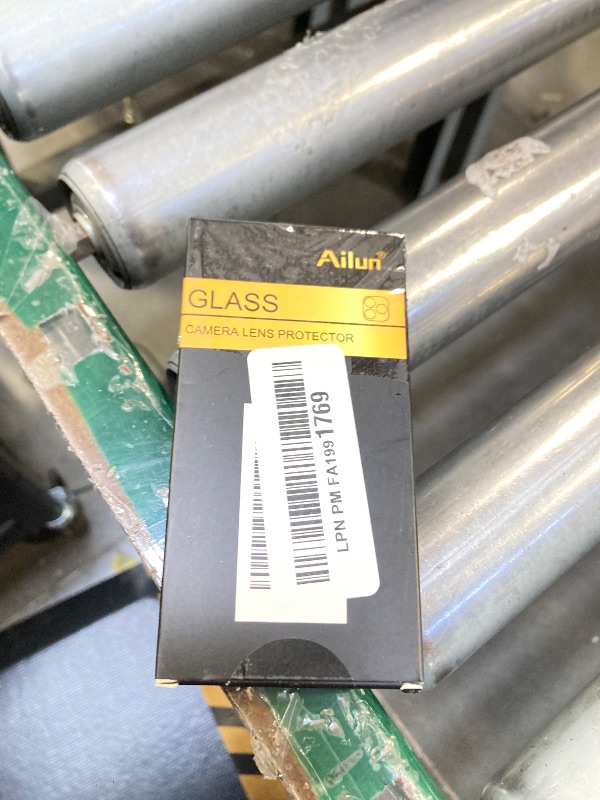 Ailun®
GLASS
CAMERA LENS PROTECTOR
LPN PM FA1991769